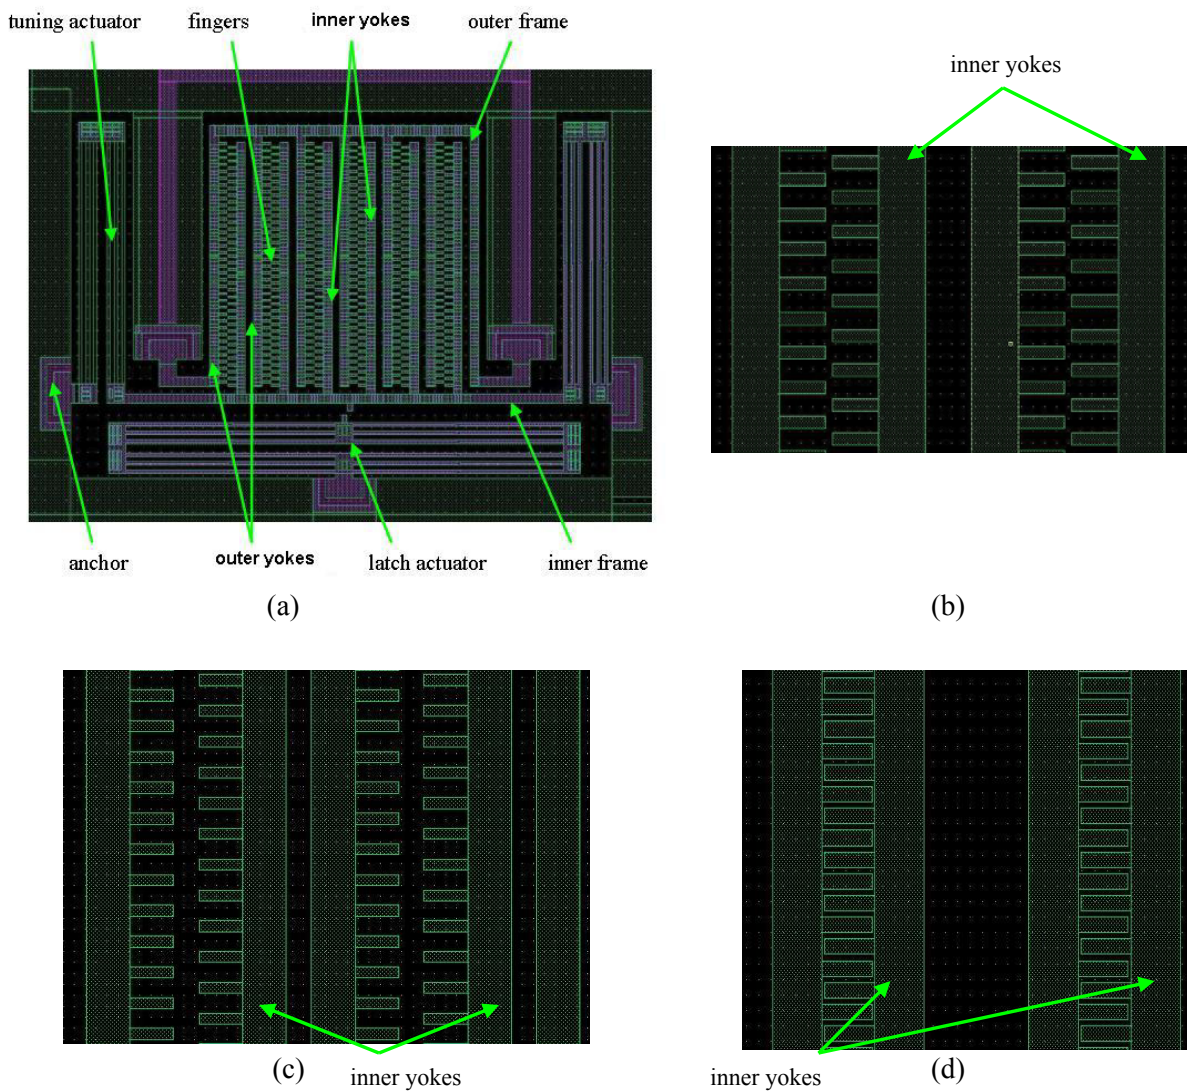 tuning actuator fingers inner yokes outer frame
inner yokes
anchor outer yokes latch actuator inner frame
(a) (b)
(c) (d)
inner yokes inner yokes